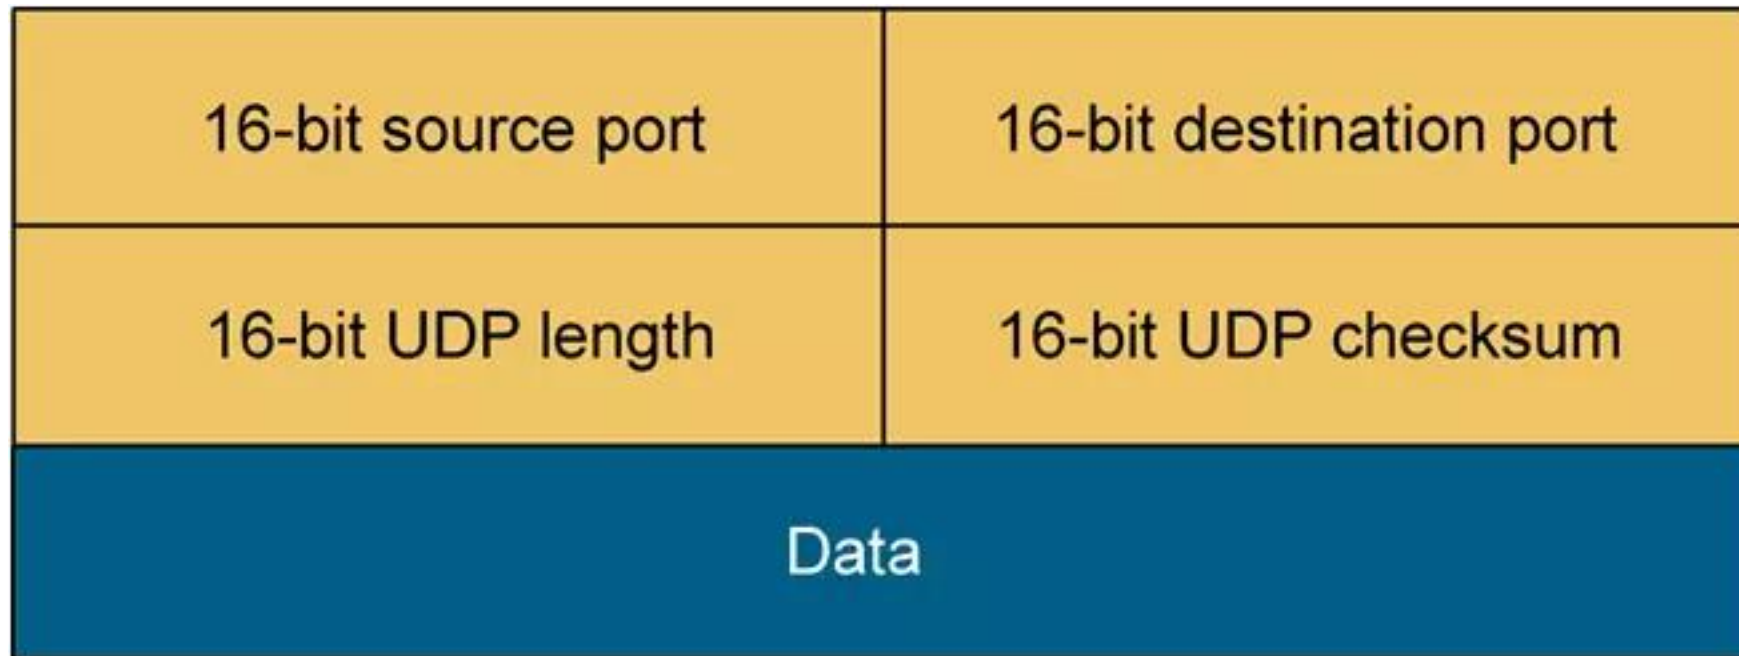 16-bit source port
16-bit destination port
16-bit UDP length
16-bit UDP checksum
Data